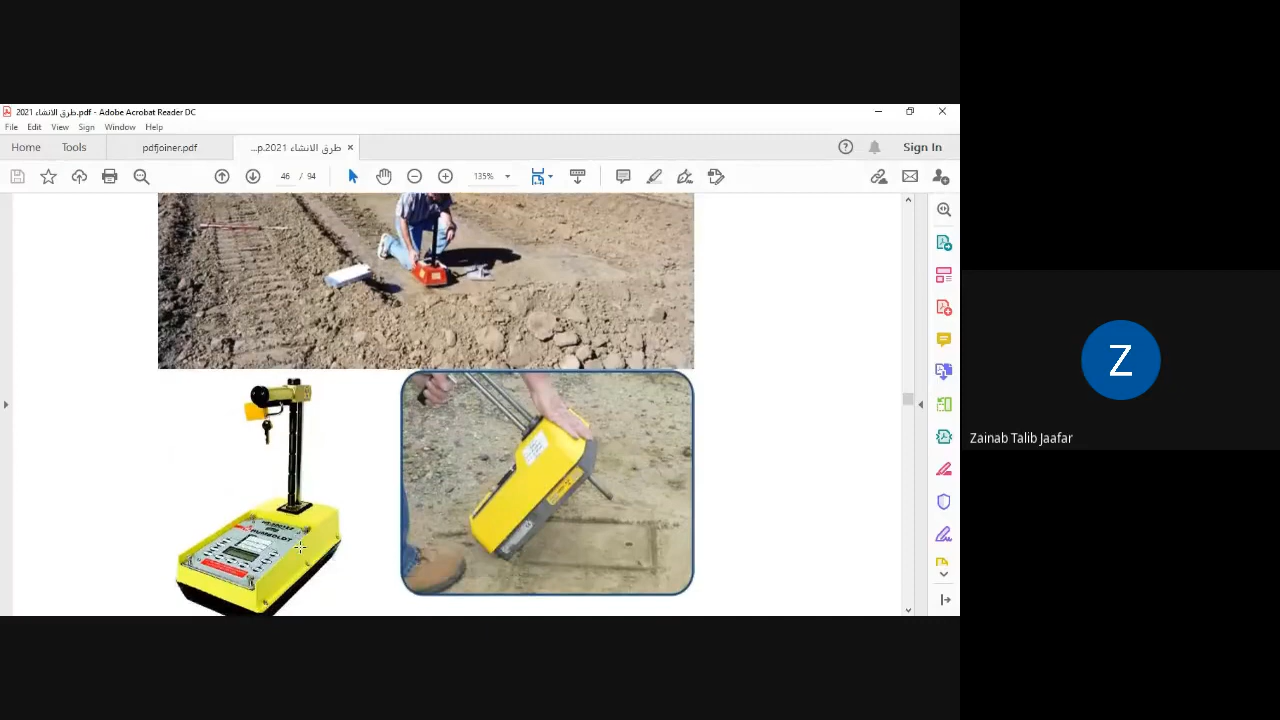 طرق الانشاء 2021.pdf - Adobe Acrobat Reader DC
File Edit View Sign Window Help
Home Tools pdfjoiner.pdf طرق الانشاء 2021.p... × Sign In
46 / 94 135%
HUMBOLDT
Z
Zainab Talib Jaafar